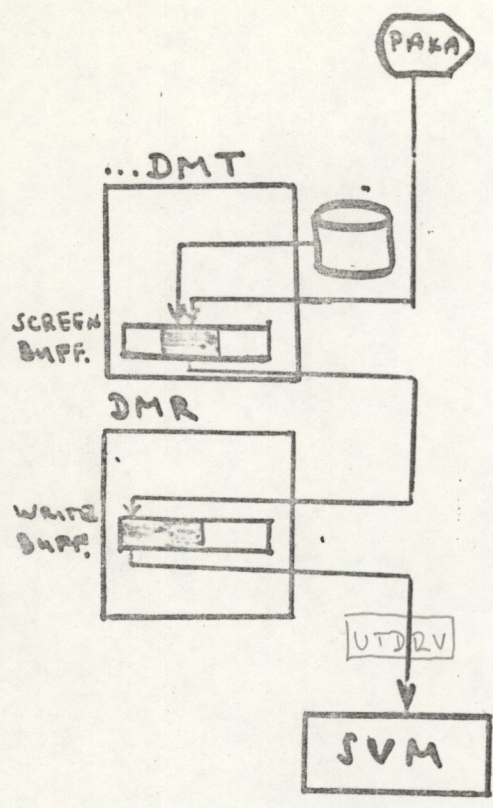 PAKA
...DMT
SCREEN
BUFF.
DMR
WRITE
BUFF.
UTDRV
SVM